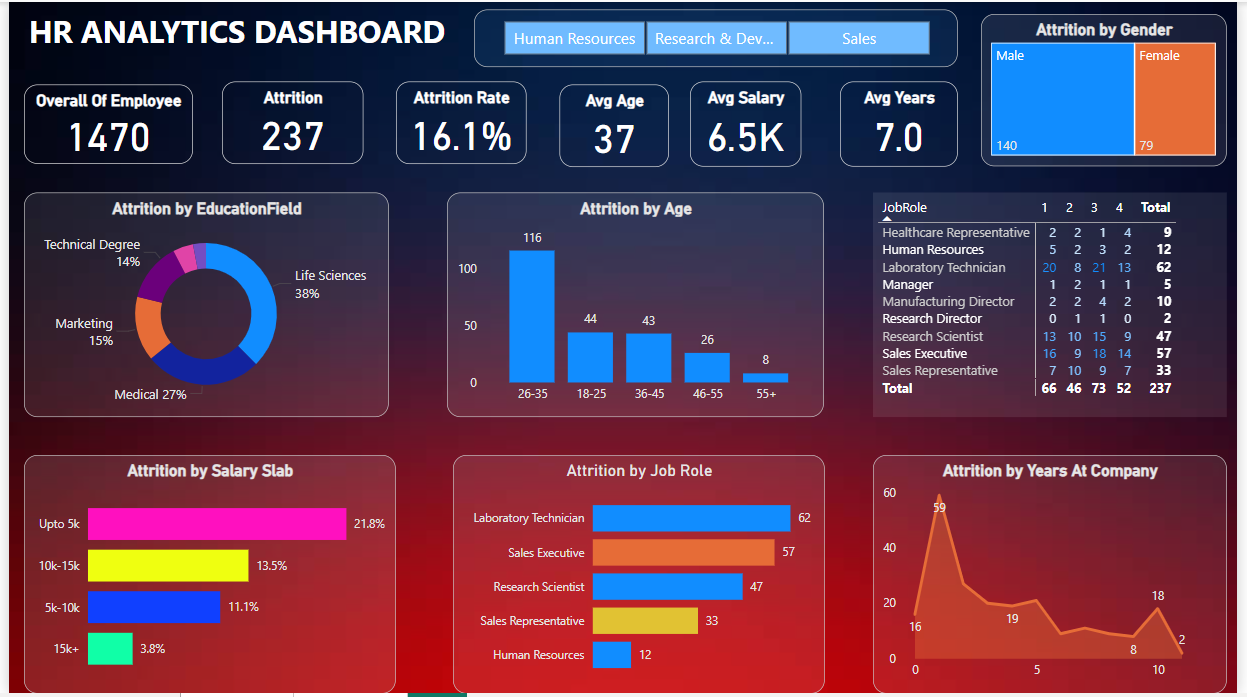 HR ANALYTICS DASHBOARD
Human Resources
Research & Dev...
Sales
Attrition by Gender
Male
Female
140
79
Overall Of Employee
1470
Attrition
237
Attrition Rate
16.1%
Avg Age
37
Avg Salary
6.5K
Avg Years
7.0
Attrition by EducationField
Technical Degree
14%
Life Sciences
38%
Marketing
15%
Medical 27%
Attrition by Age
116
100
44
43
50
26
8
0
26-35 18-25 36-45 46-55 55+
JobRole 1 2 3 4 Total
Healthcare Representative 2 2 1 4 9
Human Resources 5 2 3 2 12
Laboratory Technician 20 8 21 13 62
Manager 1 2 1 1 5
Manufacturing Director 2 2 4 2 10
Research Director 0 1 1 0 2
Research Scientist 13 10 15 9 47
Sales Executive 16 9 18 14 57
Sales Representative 7 10 9 7 33
Total 66 46 73 52 237
Attrition by Salary Slab
Upto 5k 21.8%
10k-15k 13.5%
5k-10k 11.1%
15k+ 3.8%
Attrition by Job Role
Laboratory Technician 62
Sales Executive 57
Research Scientist 47
Sales Representative 33
Human Resources 12
Attrition by Years At Company
60
59
40
20
18
16
19
2
8
0
0 5 10